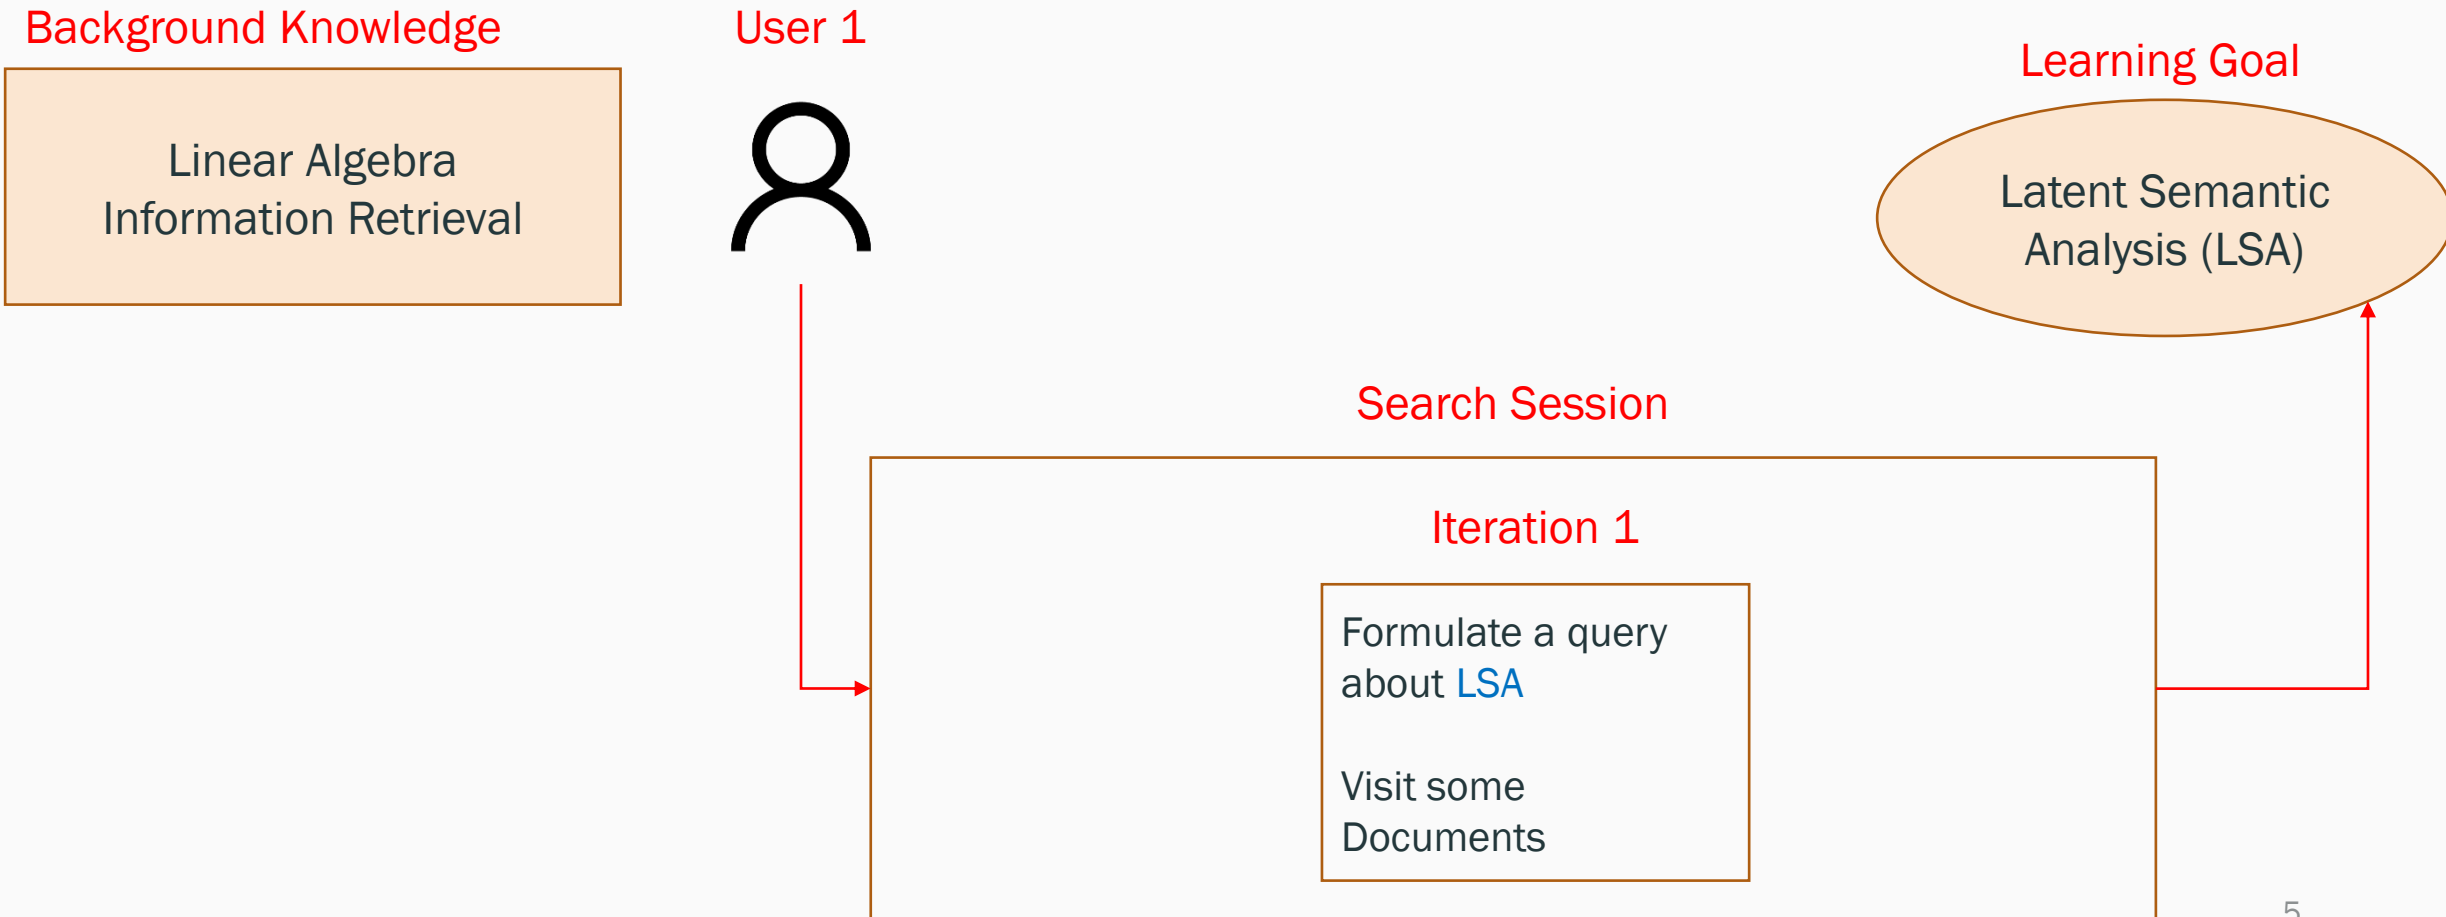 Background Knowledge
Linear Algebra
Information Retrieval
User 1
Learning Goal
Latent Semantic
Analysis (LSA)
Search Session
Iteration 1
Formulate a query
about LSA
Visit some
Documents
5